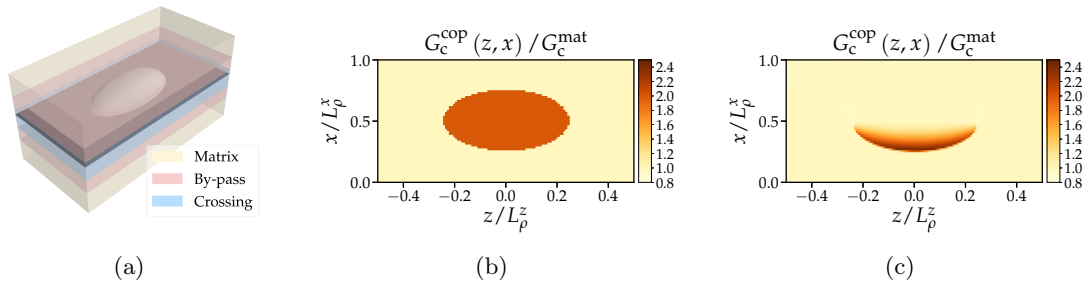 Matrix
By-pass
Crossing
(a)
G_c^cop (z, x) / G_c^mat
1.0
0.5
0.0
x/L_ρ^x
−0.4 −0.2 0.0 0.2 0.4
z/L_ρ^z
2.4
2.2
2.0
1.8
1.6
1.4
1.2
1.0
0.8
(b)
G_c^cop (z, x) / G_c^mat
1.0
0.5
0.0
x/L_ρ^x
−0.4 −0.2 0.0 0.2 0.4
z/L_ρ^z
2.4
2.2
2.0
1.8
1.6
1.4
1.2
1.0
0.8
(c)